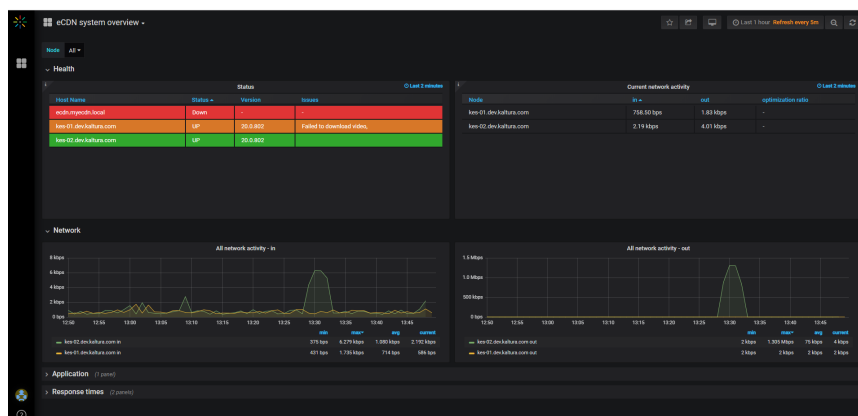 eCDN system overview
Last 1 hour Refresh every 5m
Node All
Health
Status
Last 2 minutes
Host Name Status Version Issues
ecdn.myecdn.local Down - -
kes-01.dev.kaltura.com UP 20.0.802 Failed to download video,
kes-02.dev.kaltura.com UP 20.0.802
Current network activity
Last 2 minutes
Node in out optimization ratio
kes-01.dev.kaltura.com 758.50 bps 1.83 kbps -
kes-02.dev.kaltura.com 2.19 kbps 4.01 kbps -
Network
All network activity - in
8 kbps
6 kbps
4 kbps
2 kbps
0 bps
12:50 12:55 13:00 13:05 13:10 13:15 13:20 13:25 13:30 13:35 13:40 13:45
min max avg current
kes-02.dev.kaltura.com in 375 bps 6.279 kbps 1.080 kbps 2.192 kbps
kes-01.dev.kaltura.com in 431 bps 1.735 kbps 714 bps 586 bps
All network activity - out
1.5 Mbps
1.0 Mbps
500 kbps
0 bps
12:50 12:55 13:00 13:05 13:10 13:15 13:20 13:25 13:30 13:35 13:40 13:45
min max avg current
kes-02.dev.kaltura.com out 2 kbps 1.305 Mbps 75 kbps 4 kbps
kes-01.dev.kaltura.com out 2 kbps 2 kbps 2 kbps 2 kbps
Application (1 panel)
Response times (2 panels)